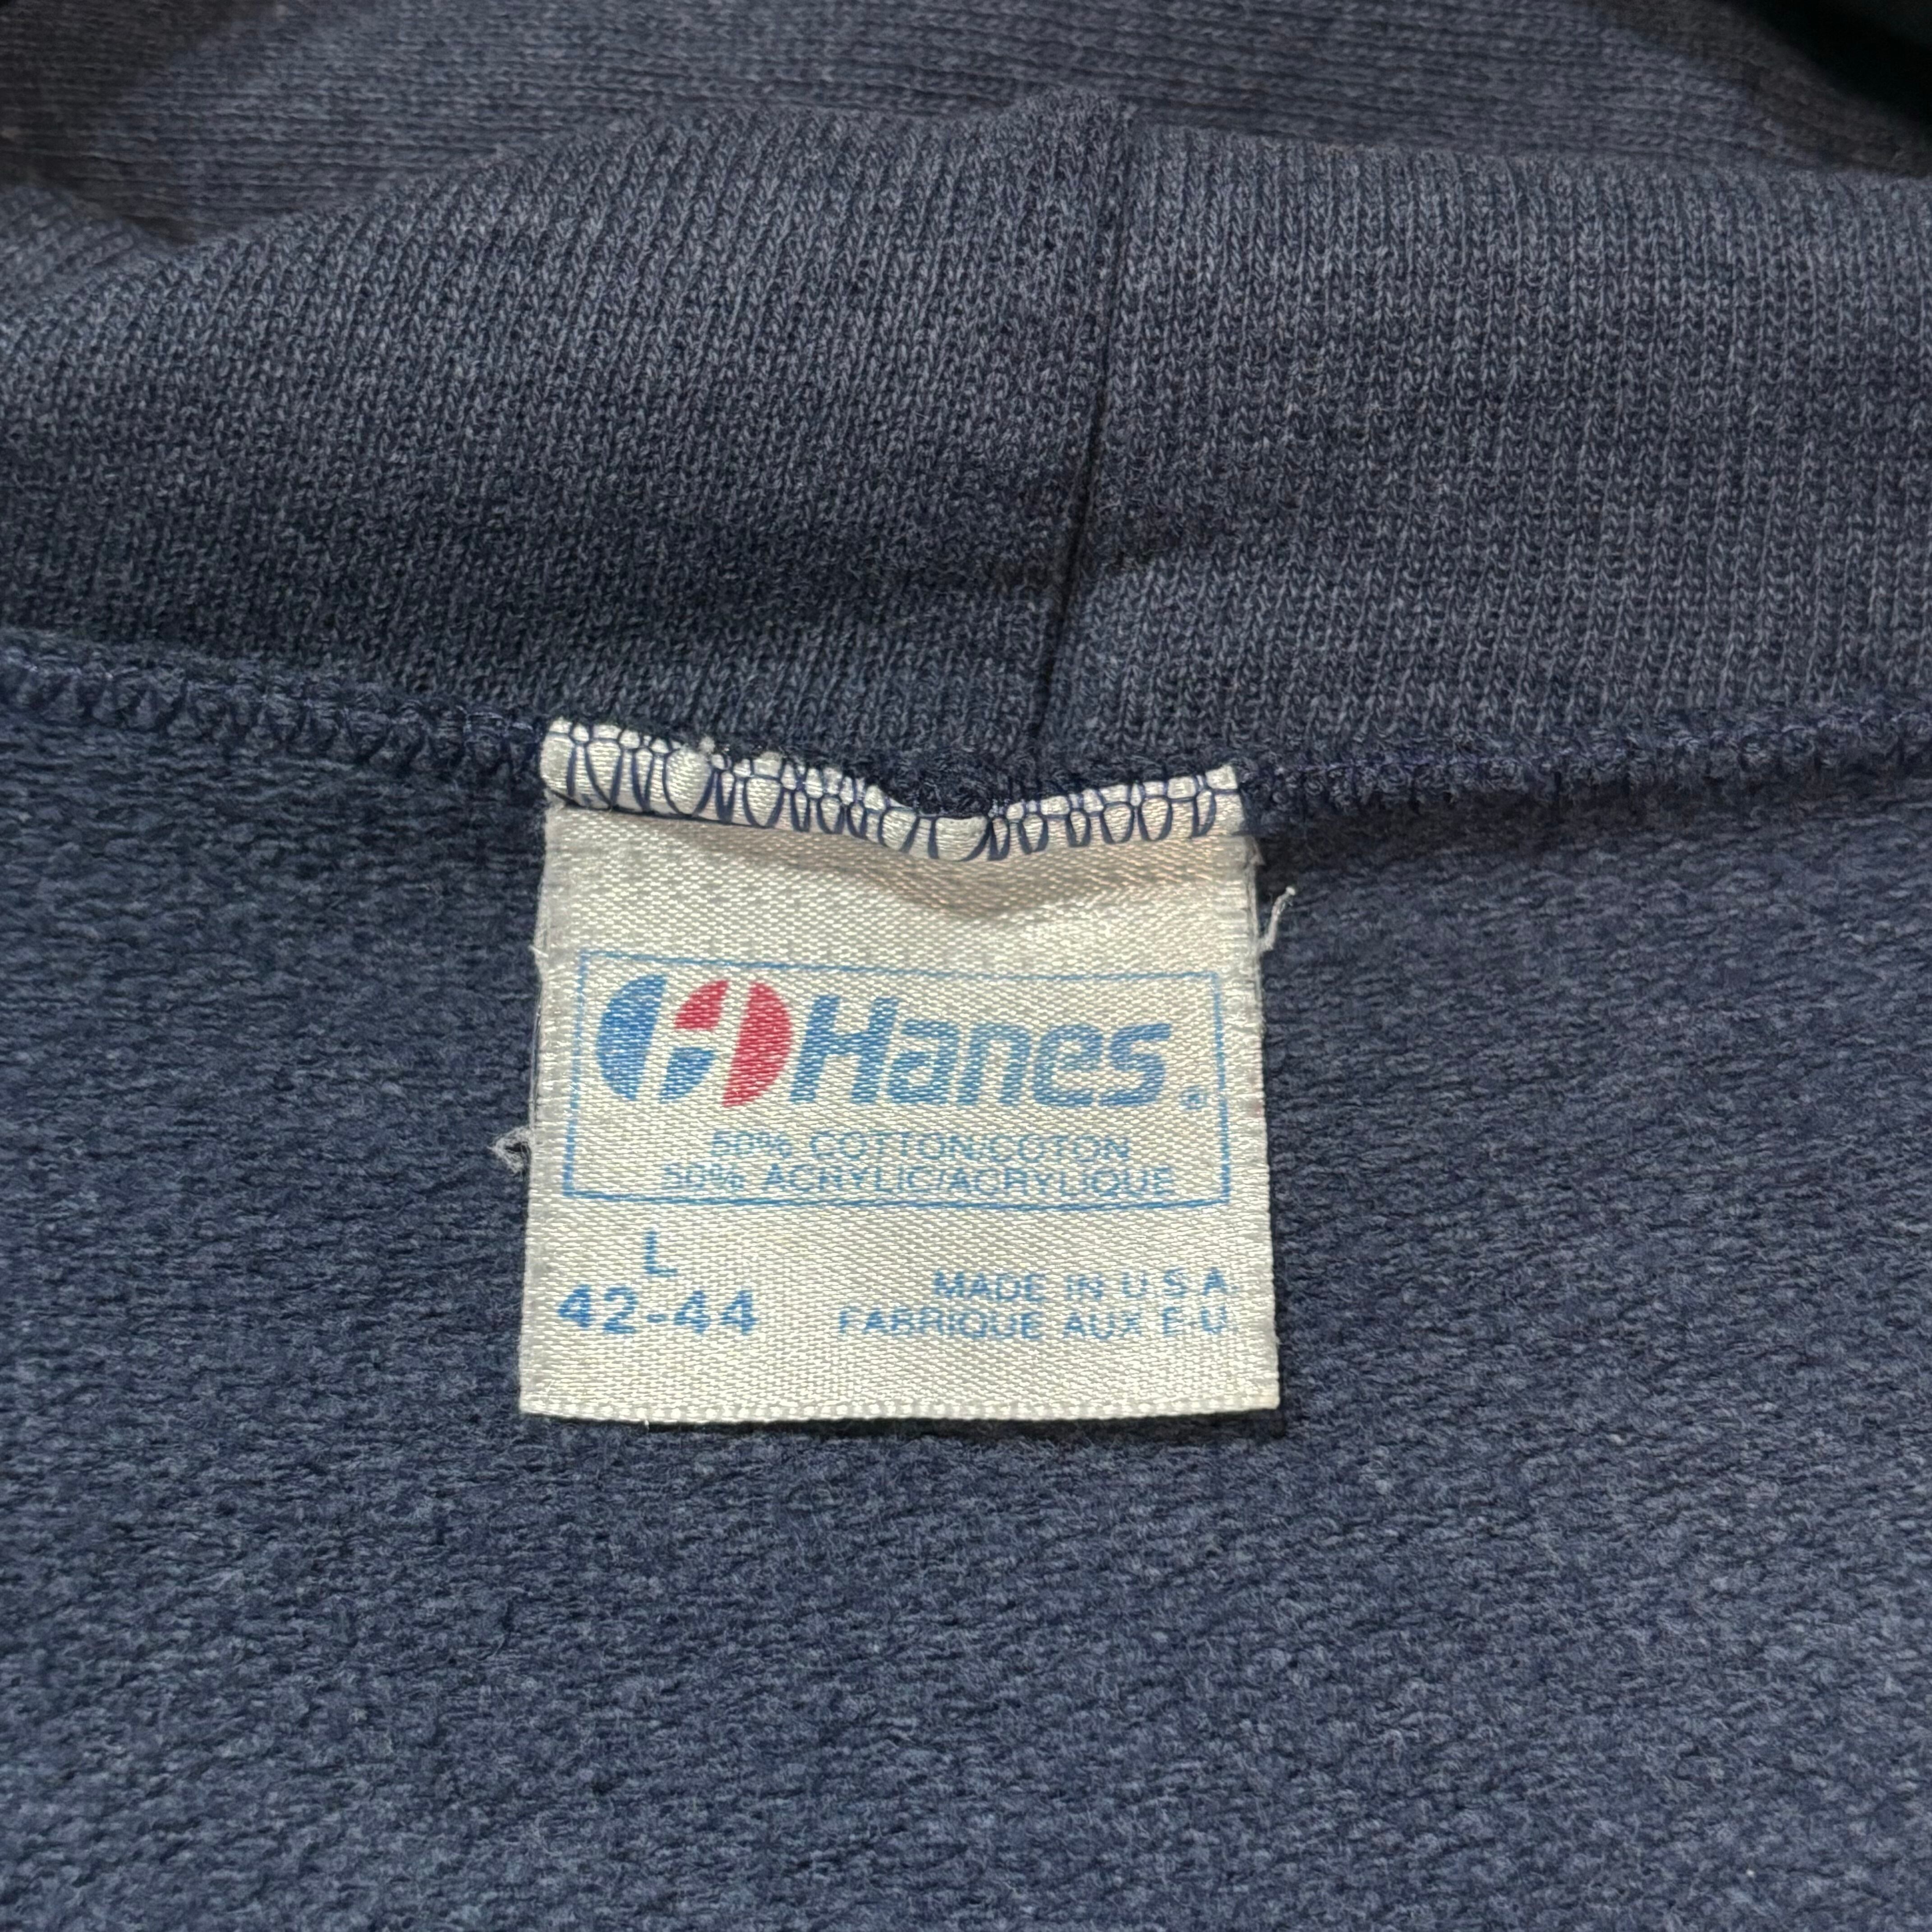 Hanes®
50% COTTON/COTON
50% ACRYLIC/ACRYLIQUE
L
42-44
MADE IN U.S.A.
FABRIQUE AUX E.U.